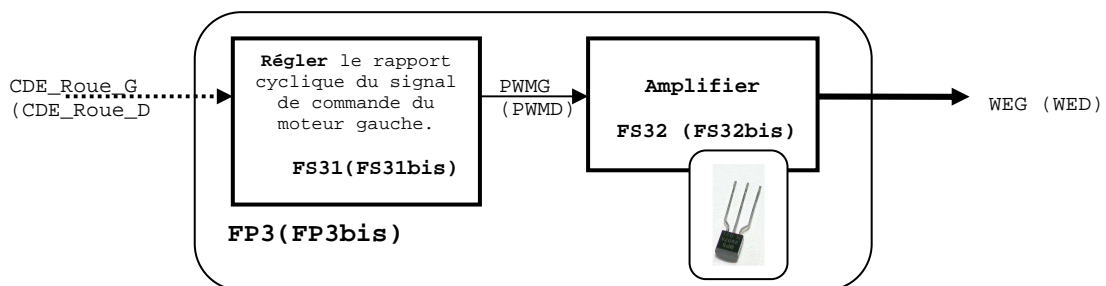 CDE_Roue_G
(CDE_Roue_D
Régler le rapport
cyclique du signal
de commande du
moteur gauche.
FS31(FS31bis)
PWMG
(PWMD)
Amplifier
FS32 (FS32bis)
WEG (WED)
FP3(FP3bis)